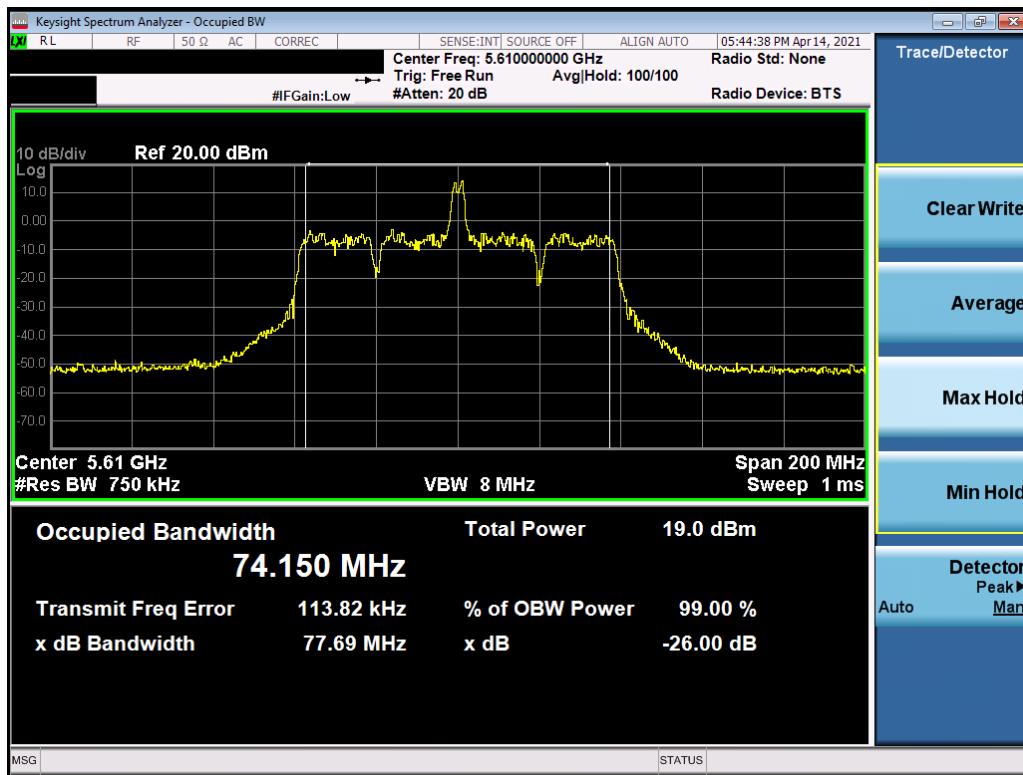 Keysight Spectrum Analyzer - Occupied BW
LXI RL RF 50 Ω AC CORREC SENSE:INT SOURCE OFF ALIGN AUTO 05:44:38 PM Apr 14, 2021
Center Freq: 5.610000000 GHz Radio Std: None
Trig: Free Run Avg|Hold: 100/100
#IFGain:Low #Atten: 20 dB Radio Device: BTS
10 dB/div Ref 20.00 dBm
Log
10.0
0.00
-10.0
-20.0
-30.0
-40.0
-50.0
-60.0
-70.0
Center 5.61 GHz Span 200 MHz
#Res BW 750 kHz VBW 8 MHz Sweep 1 ms
Occupied Bandwidth Total Power 19.0 dBm
74.150 MHz
Transmit Freq Error 113.82 kHz % of OBW Power 99.00 %
x dB Bandwidth 77.69 MHz x dB -26.00 dB
MSG STATUS
Trace/Detector
Clear Write
Average
Max Hold
Min Hold
Detector
Peak
Auto Man